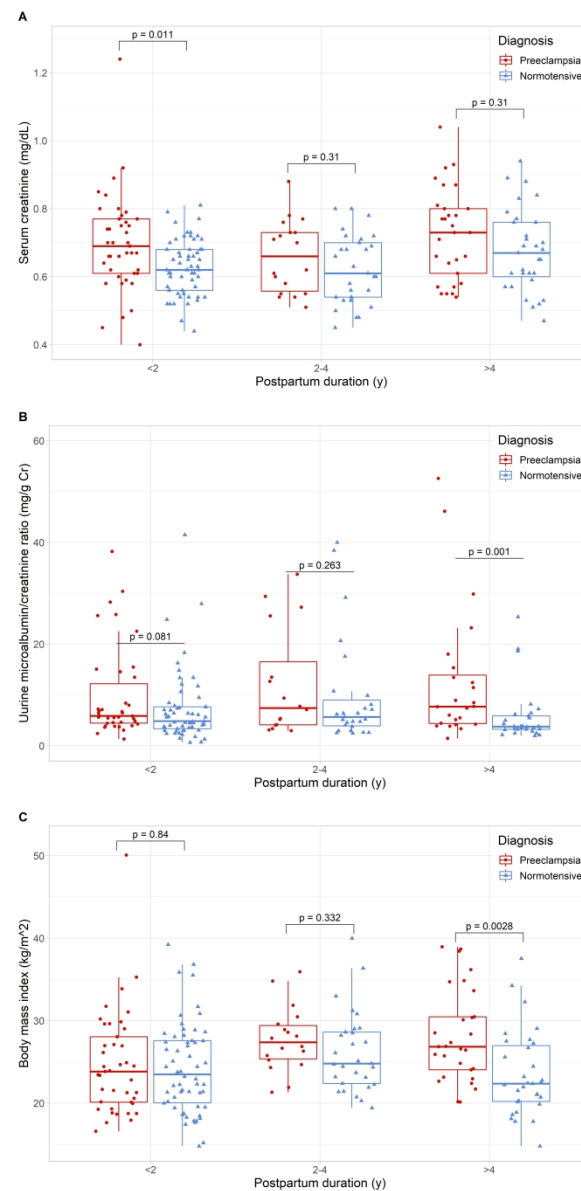 A
p = 0.011
Diagnosis
Preeclampsia
Normotensive
p = 0.31
p = 0.31
1.2
1.0
0.8
0.6
0.4
Serum creatinine (mg/dL)
<2
2-4
>4
Postpartum duration (y)
B
60
Diagnosis
Preeclampsia
Normotensive
p = 0.081
p = 0.263
p = 0.001
40
20
0
Uurine microalbumin/creatinine ratio (mg/g Cr)
<2
2-4
>4
Postpartum duration (y)
C
p = 0.84
Diagnosis
Preeclampsia
Normotensive
p = 0.332
p = 0.0028
50
40
30
20
Body mass index (kg/m^2)
<2
2-4
>4
Postpartum duration (y)